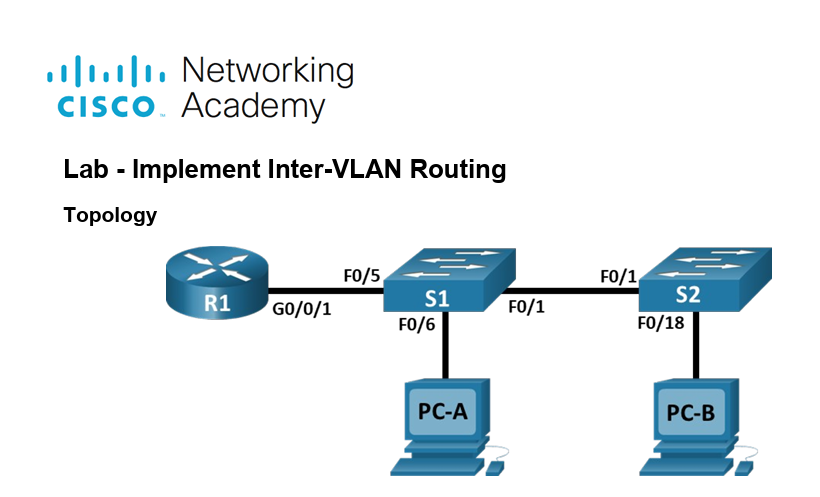 Networking
CISCO™ Academy
Lab - Implement Inter-VLAN Routing
Topology
F0/5 F0/1
R1 S1 S2
G0/0/1 F0/6 F0/1 F0/18
PC-A PC-B